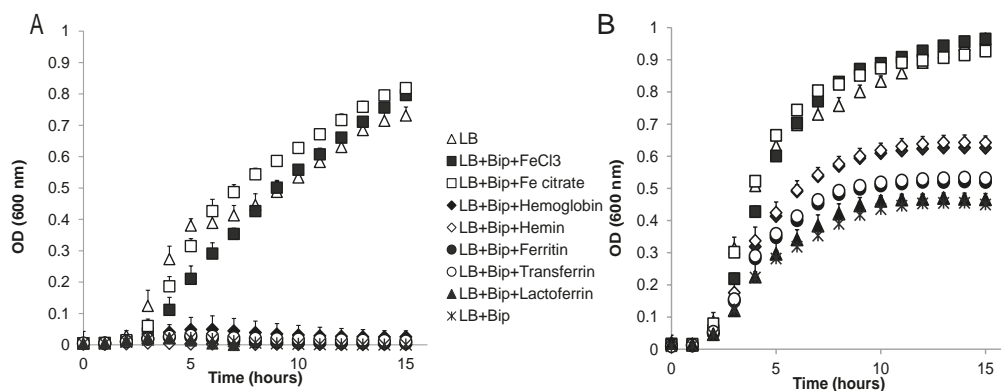 A
B
OD (600 nm)
1
0.9
0.8
0.7
0.6
0.5
0.4
0.3
0.2
0.1
0
0 5 10 15
Time (hours)
LB
LB+Bip+FeCl3
LB+Bip+Fe citrate
LB+Bip+Hemoglobin
LB+Bip+Hemin
LB+Bip+Ferritin
LB+Bip+Transferrin
LB+Bip+Lactoferrin
LB+Bip
OD (600 nm)
1
0.9
0.8
0.7
0.6
0.5
0.4
0.3
0.2
0.1
0
0 5 10 15
Time (hours)